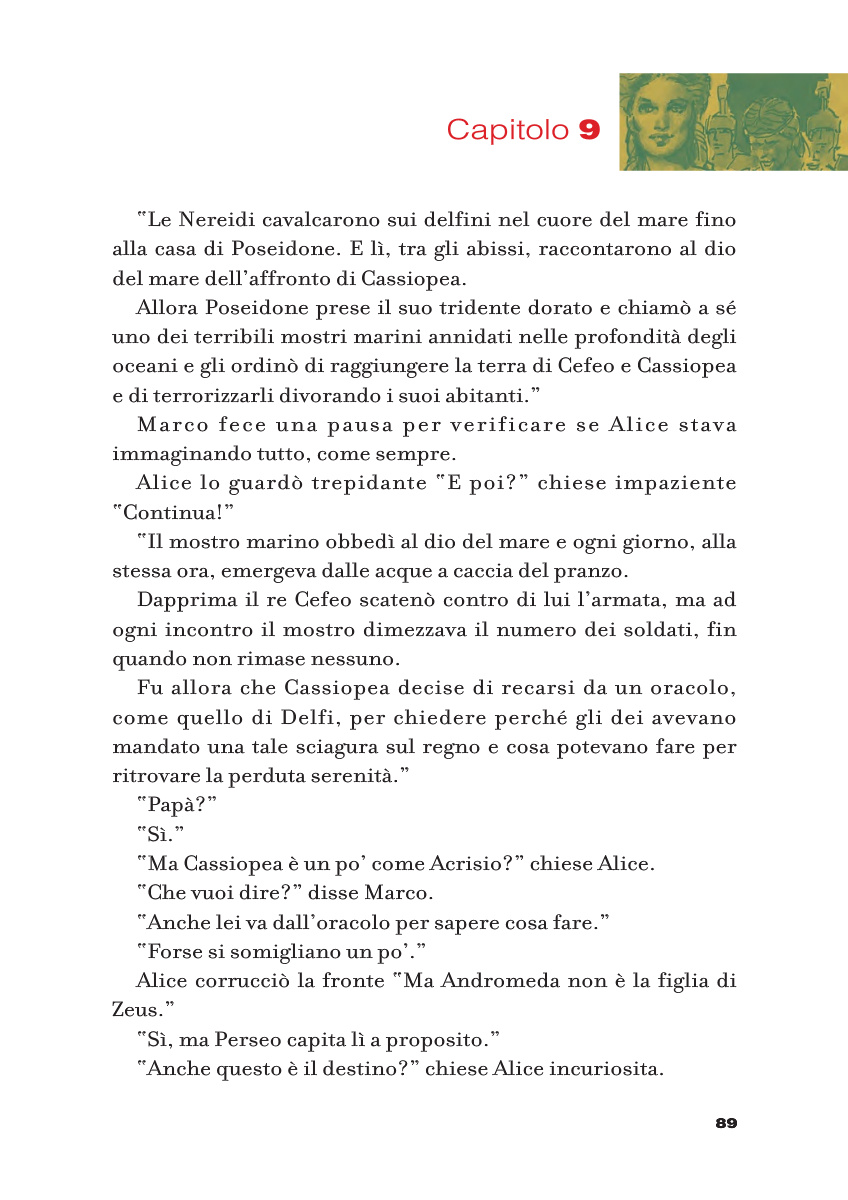 Capitolo 9
“Le Nereidi cavalcarono sui delfini nel cuore del mare fino
alla casa di Poseidone. E lì, tra gli abissi, raccontarono al dio
del mare dell’affronto di Cassiopea.
Allora Poseidone prese il suo tridente dorato e chiamò a sé
uno dei terribili mostri marini annidati nelle profondità degli
oceani e gli ordinò di raggiungere la terra di Cefeo e Cassiopea
e di terrorizzarli divorando i suoi abitanti.”
Marco fece una pausa per verificare se Alice stava
immaginando tutto, come sempre.
Alice lo guardò trepidante “E poi?” chiese impaziente
“Continua!”
“Il mostro marino obbedì al dio del mare e ogni giorno, alla
stessa ora, emergeva dalle acque a caccia del pranzo.
Dapprima il re Cefeo scatenò contro di lui l’armata, ma ad
ogni incontro il mostro dimezzava il numero dei soldati, fin
quando non rimase nessuno.
Fu allora che Cassiopea decise di recarsi da un oracolo,
come quello di Delfi, per chiedere perché gli dei avevano
mandato una tale sciagura sul regno e cosa potevano fare per
ritrovare la perduta serenità.”
“Papà?”
“Sì.”
“Ma Cassiopea è un po’ come Acrisio?” chiese Alice.
“Che vuoi dire?” disse Marco.
“Anche lei va dall’oracolo per sapere cosa fare.”
“Forse si somigliano un po’.”
Alice corrucciò la fronte “Ma Andromeda non è la figlia di
Zeus.”
“Sì, ma Perseo capita lì a proposito.”
“Anche questo è il destino?” chiese Alice incuriosita.
89